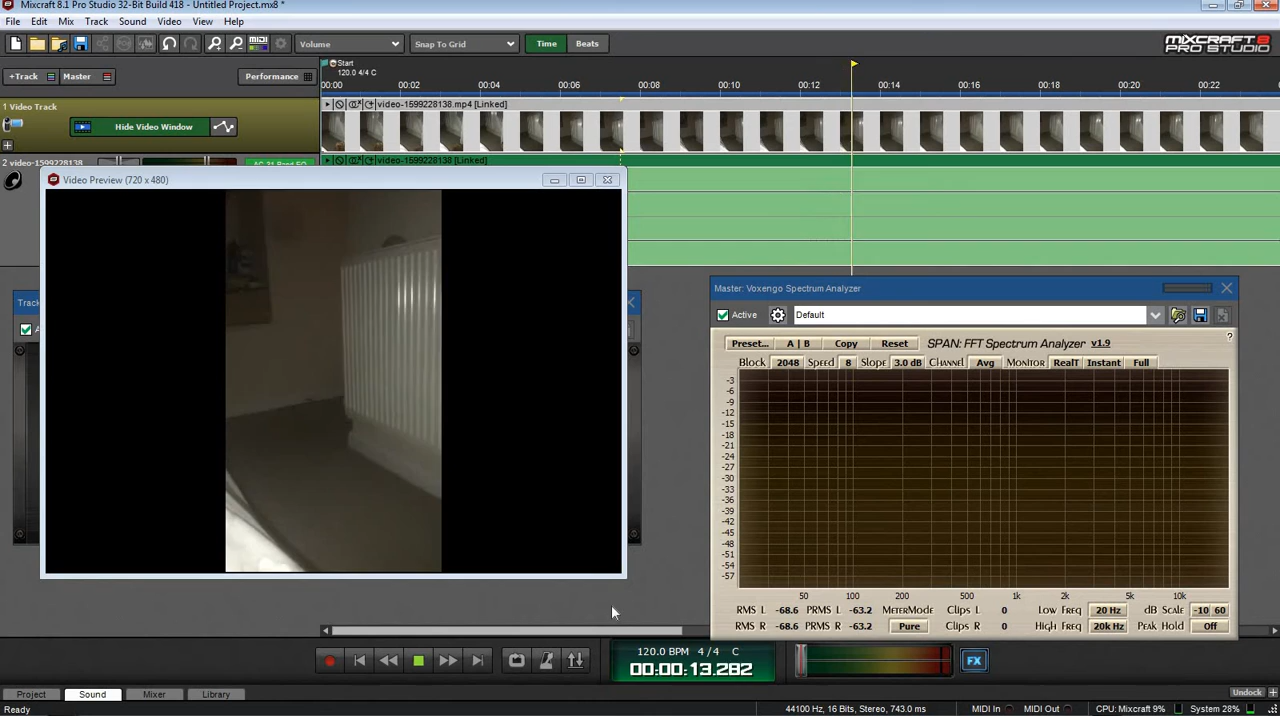 Mixcraft 8.1 Pro Studio 32-Bit Build 418 - Untitled Project.mx8 *
File Edit Mix Track Sound Video View Help
Volume Snap To Grid Time Beats MIXCRAFT 8 PRO STUDIO
+Track Master Performance
Start
120.0 4/4 C
00:00 00:02 00:04 00:06 00:08 00:10 00:12 00:14 00:16 00:18 00:20 00:22
1 Video Track video-1599228138.mp4 [Linked]
Hide Video Window
2 video-1599228138 video-1599228138 [Linked]
Video Preview (720 x 480)
Track
Master: Voxengo Spectrum Analyzer
Active Default
Preset... A | B Copy Reset SPAN: FFT Spectrum Analyzer v1.9 ?
Block 2048 Speed 8 Slope 3.0 dB Channel Avg Monitor RealT Instant Full
-3
-6
-9
-12
-15
-18
-21
-24
-27
-30
-33
-36
-39
-42
-45
-48
-51
-54
-57
50 100 200 500 1k 2k 5k 10k
RMS L -68.6 PRMS L -63.2 MeterMode Clips L 0 Low Freq 20 Hz dB Scale -10 60
RMS R -68.6 PRMS R -63.2 Pure Clips R 0 High Freq 20k Hz Peak Hold Off
120.0 BPM 4/4 C
00:00:13.282
FX
Project Sound Mixer Library Undock
44100 Hz, 16 Bits, Stereo, 743.0 ms MIDI In MIDI Out CPU: Mixcraft 9% System 28%